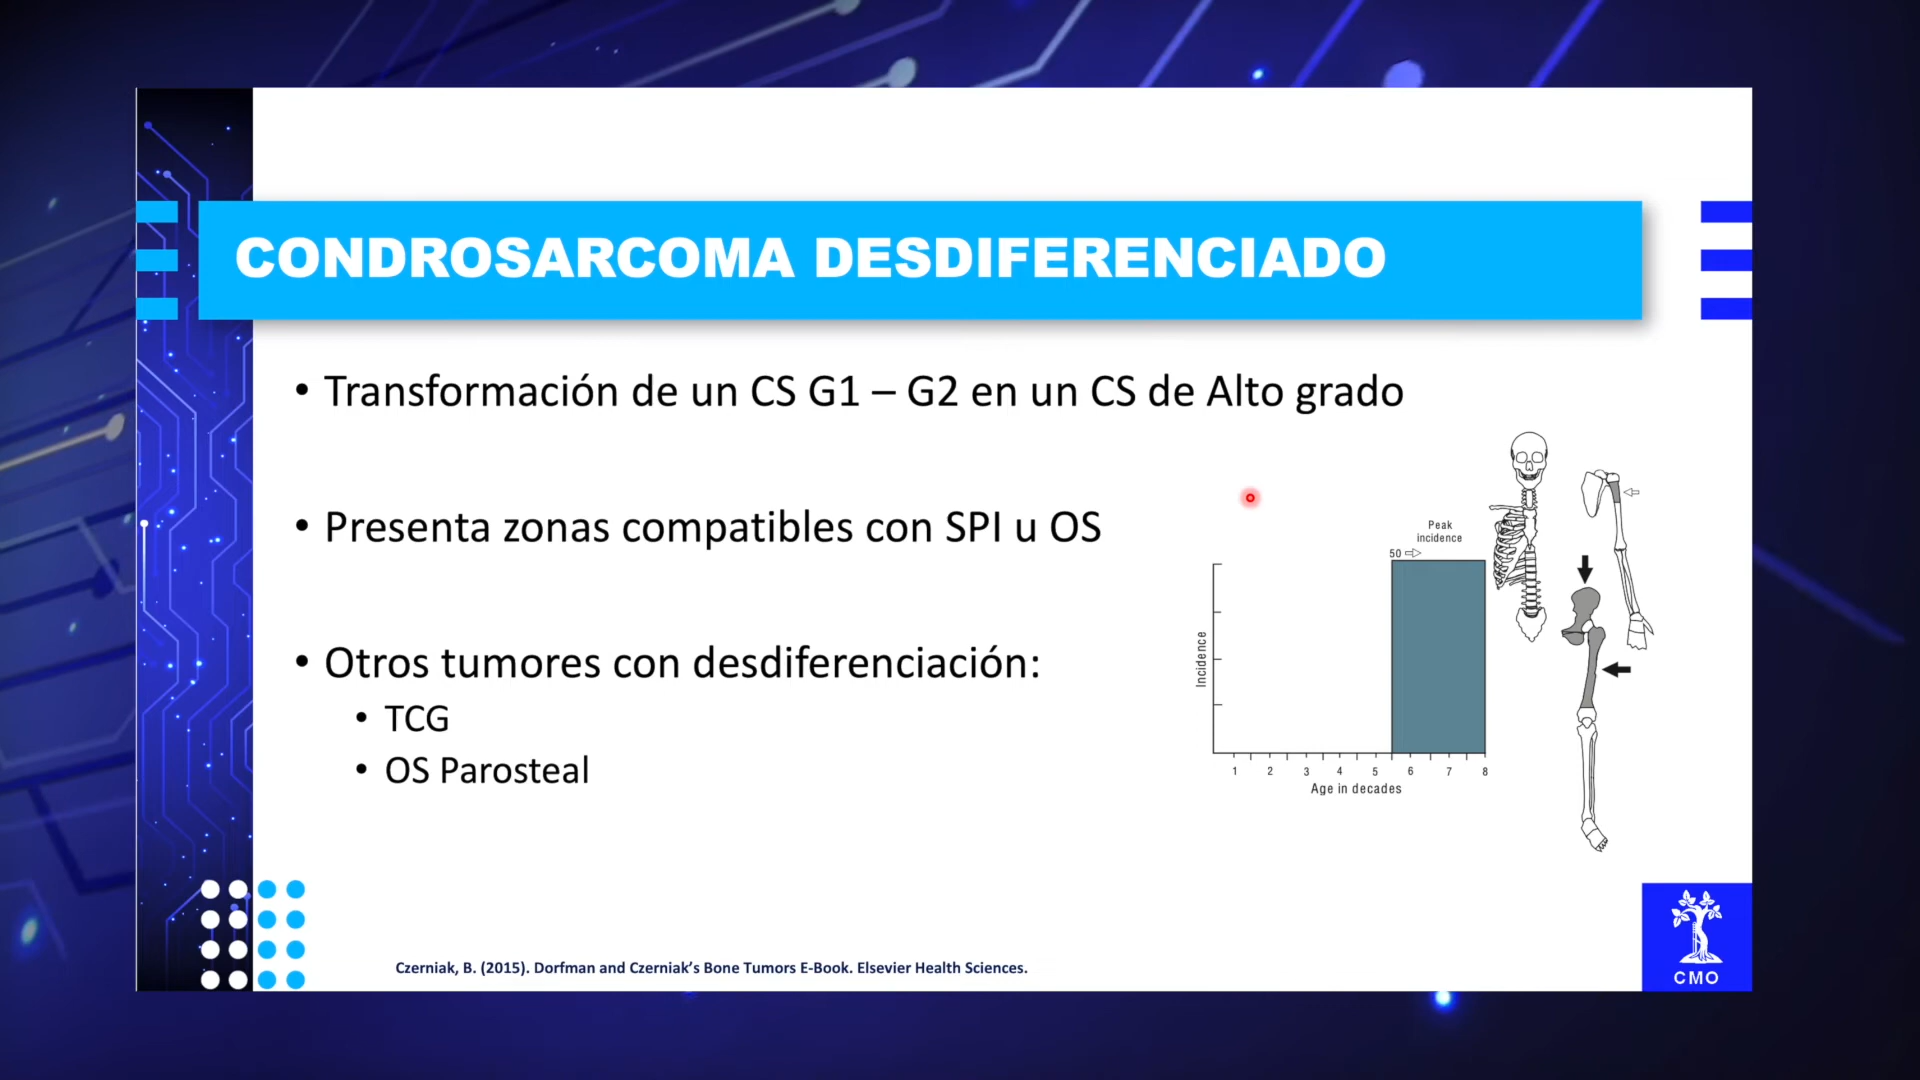 CONDROSARCOMA DESDIFERENCIADO
• Transformación de un CS G1 – G2 en un CS de Alto grado
• Presenta zonas compatibles con SPI u OS
• Otros tumores con desdiferenciación:
• TCG
• OS Parosteal
Peak
incidence
50
Incidence
1 2 3 4 5 6 7 8
Age in decades
Czerniak, B. (2015). Dorfman and Czerniak's Bone Tumors E-Book. Elsevier Health Sciences.
CMO